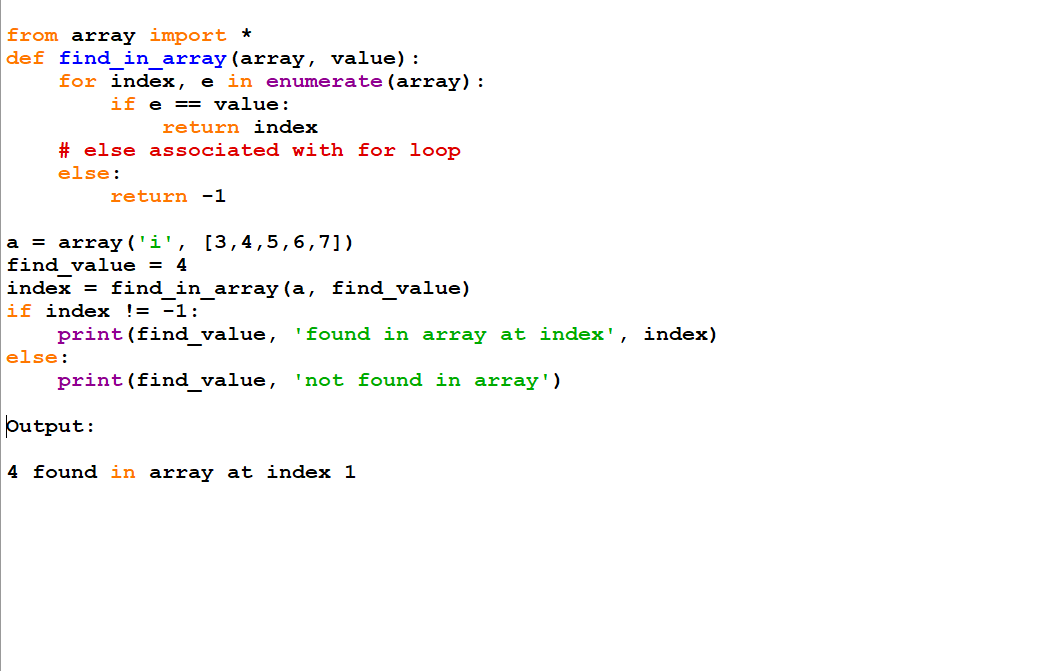 from array import *
def find_in_array(array, value):
    for index, e in enumerate(array):
        if e == value:
            return index
    # else associated with for loop
    else:
        return -1

a = array('i', [3,4,5,6,7])
find_value = 4
index = find_in_array(a, find_value)
if index != -1:
    print(find_value, 'found in array at index', index)
else:
    print(find_value, 'not found in array')

Output:

4 found in array at index 1